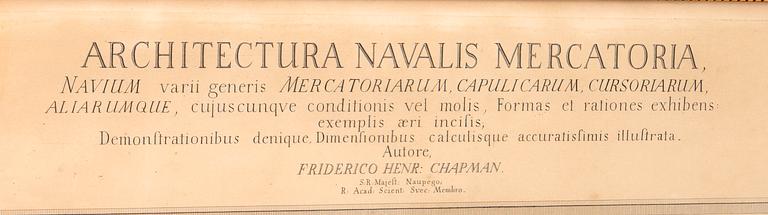 ARCHITECTURA NAVALIS MERCATORIA,
NAVIUM varii generis MERCATORIARUM, CAPULICARUM, CURSORIARUM,
ALIARUMQUE, cujuscunqve conditionis vel molis, Formas et rationes exhibens:
exemplis æri incisis,
Demonſtrationibus denique, Dimenſionibus calculisque accuratiſſimis illuſtrata.
Autore,
FRIDERICO HENR: CHAPMAN.
S:R:Majeſt: Naupego,
R: Acad: Scient: Svec: Membro.